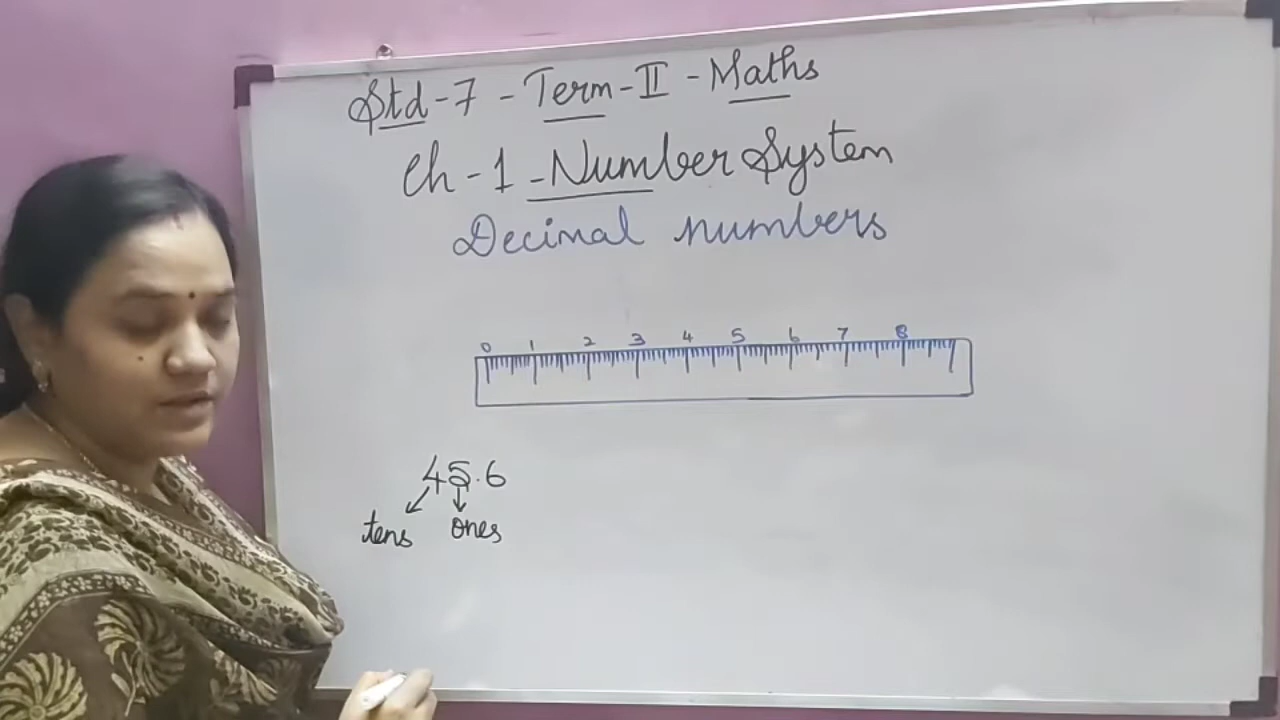 Std-7 - Term-II - Maths
Ch-1 - Number System
Decimal numbers
0 1 2 3 4 5 6 7 8
45.6
tens ones